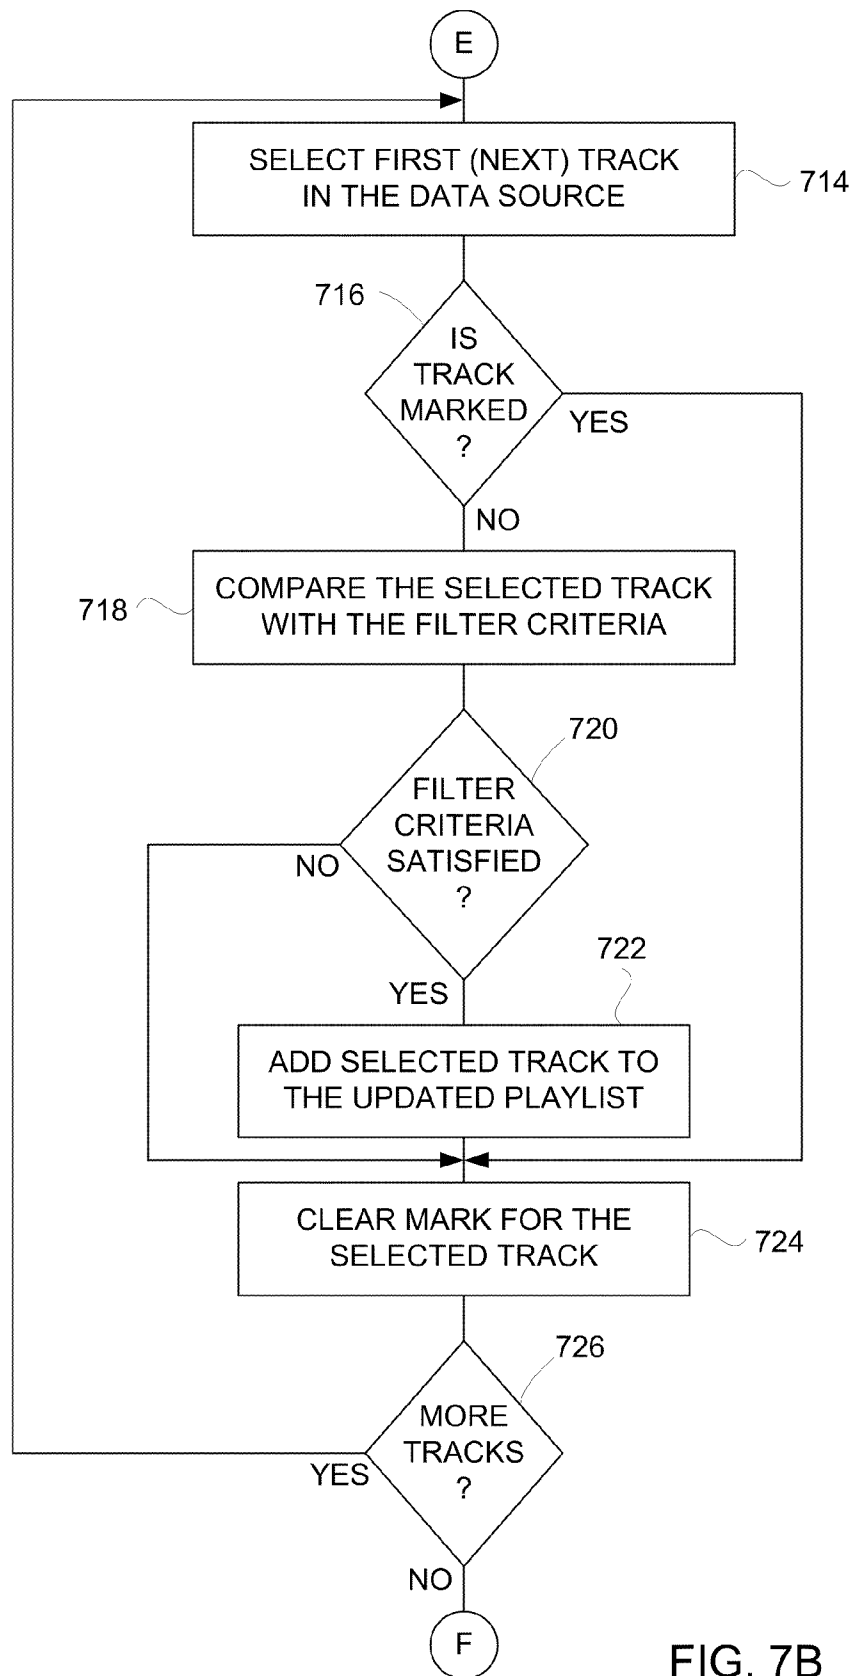 E
SELECT FIRST (NEXT) TRACK
IN THE DATA SOURCE
714
716
IS
TRACK
MARKED
?
YES
NO
718
COMPARE THE SELECTED TRACK
WITH THE FILTER CRITERIA
720
FILTER
CRITERIA
SATISFIED
?
NO
YES
722
ADD SELECTED TRACK TO
THE UPDATED PLAYLIST
CLEAR MARK FOR THE
SELECTED TRACK
724
726
MORE
TRACKS
?
YES
NO
F
FIG. 7B